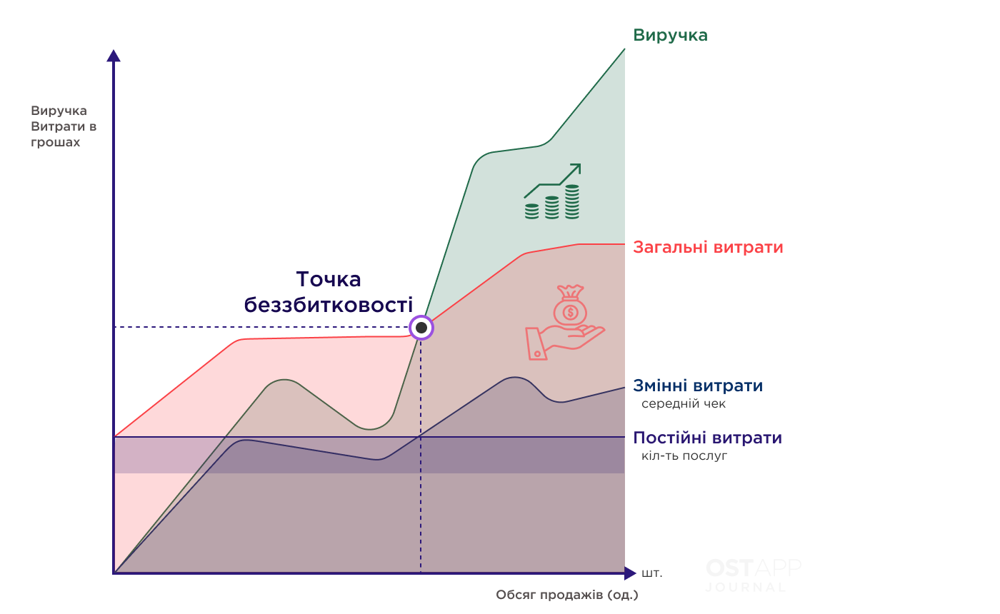 Виручка
Виручка
Витрати в
грошах
Загальні витрати
Точка
беззбитковості
$
Змінні витрати
середній чек
Постійні витрати
кіл-ть послуг
шт.
OSTAPP
JOURNAL
Обсяг продажів (од.)